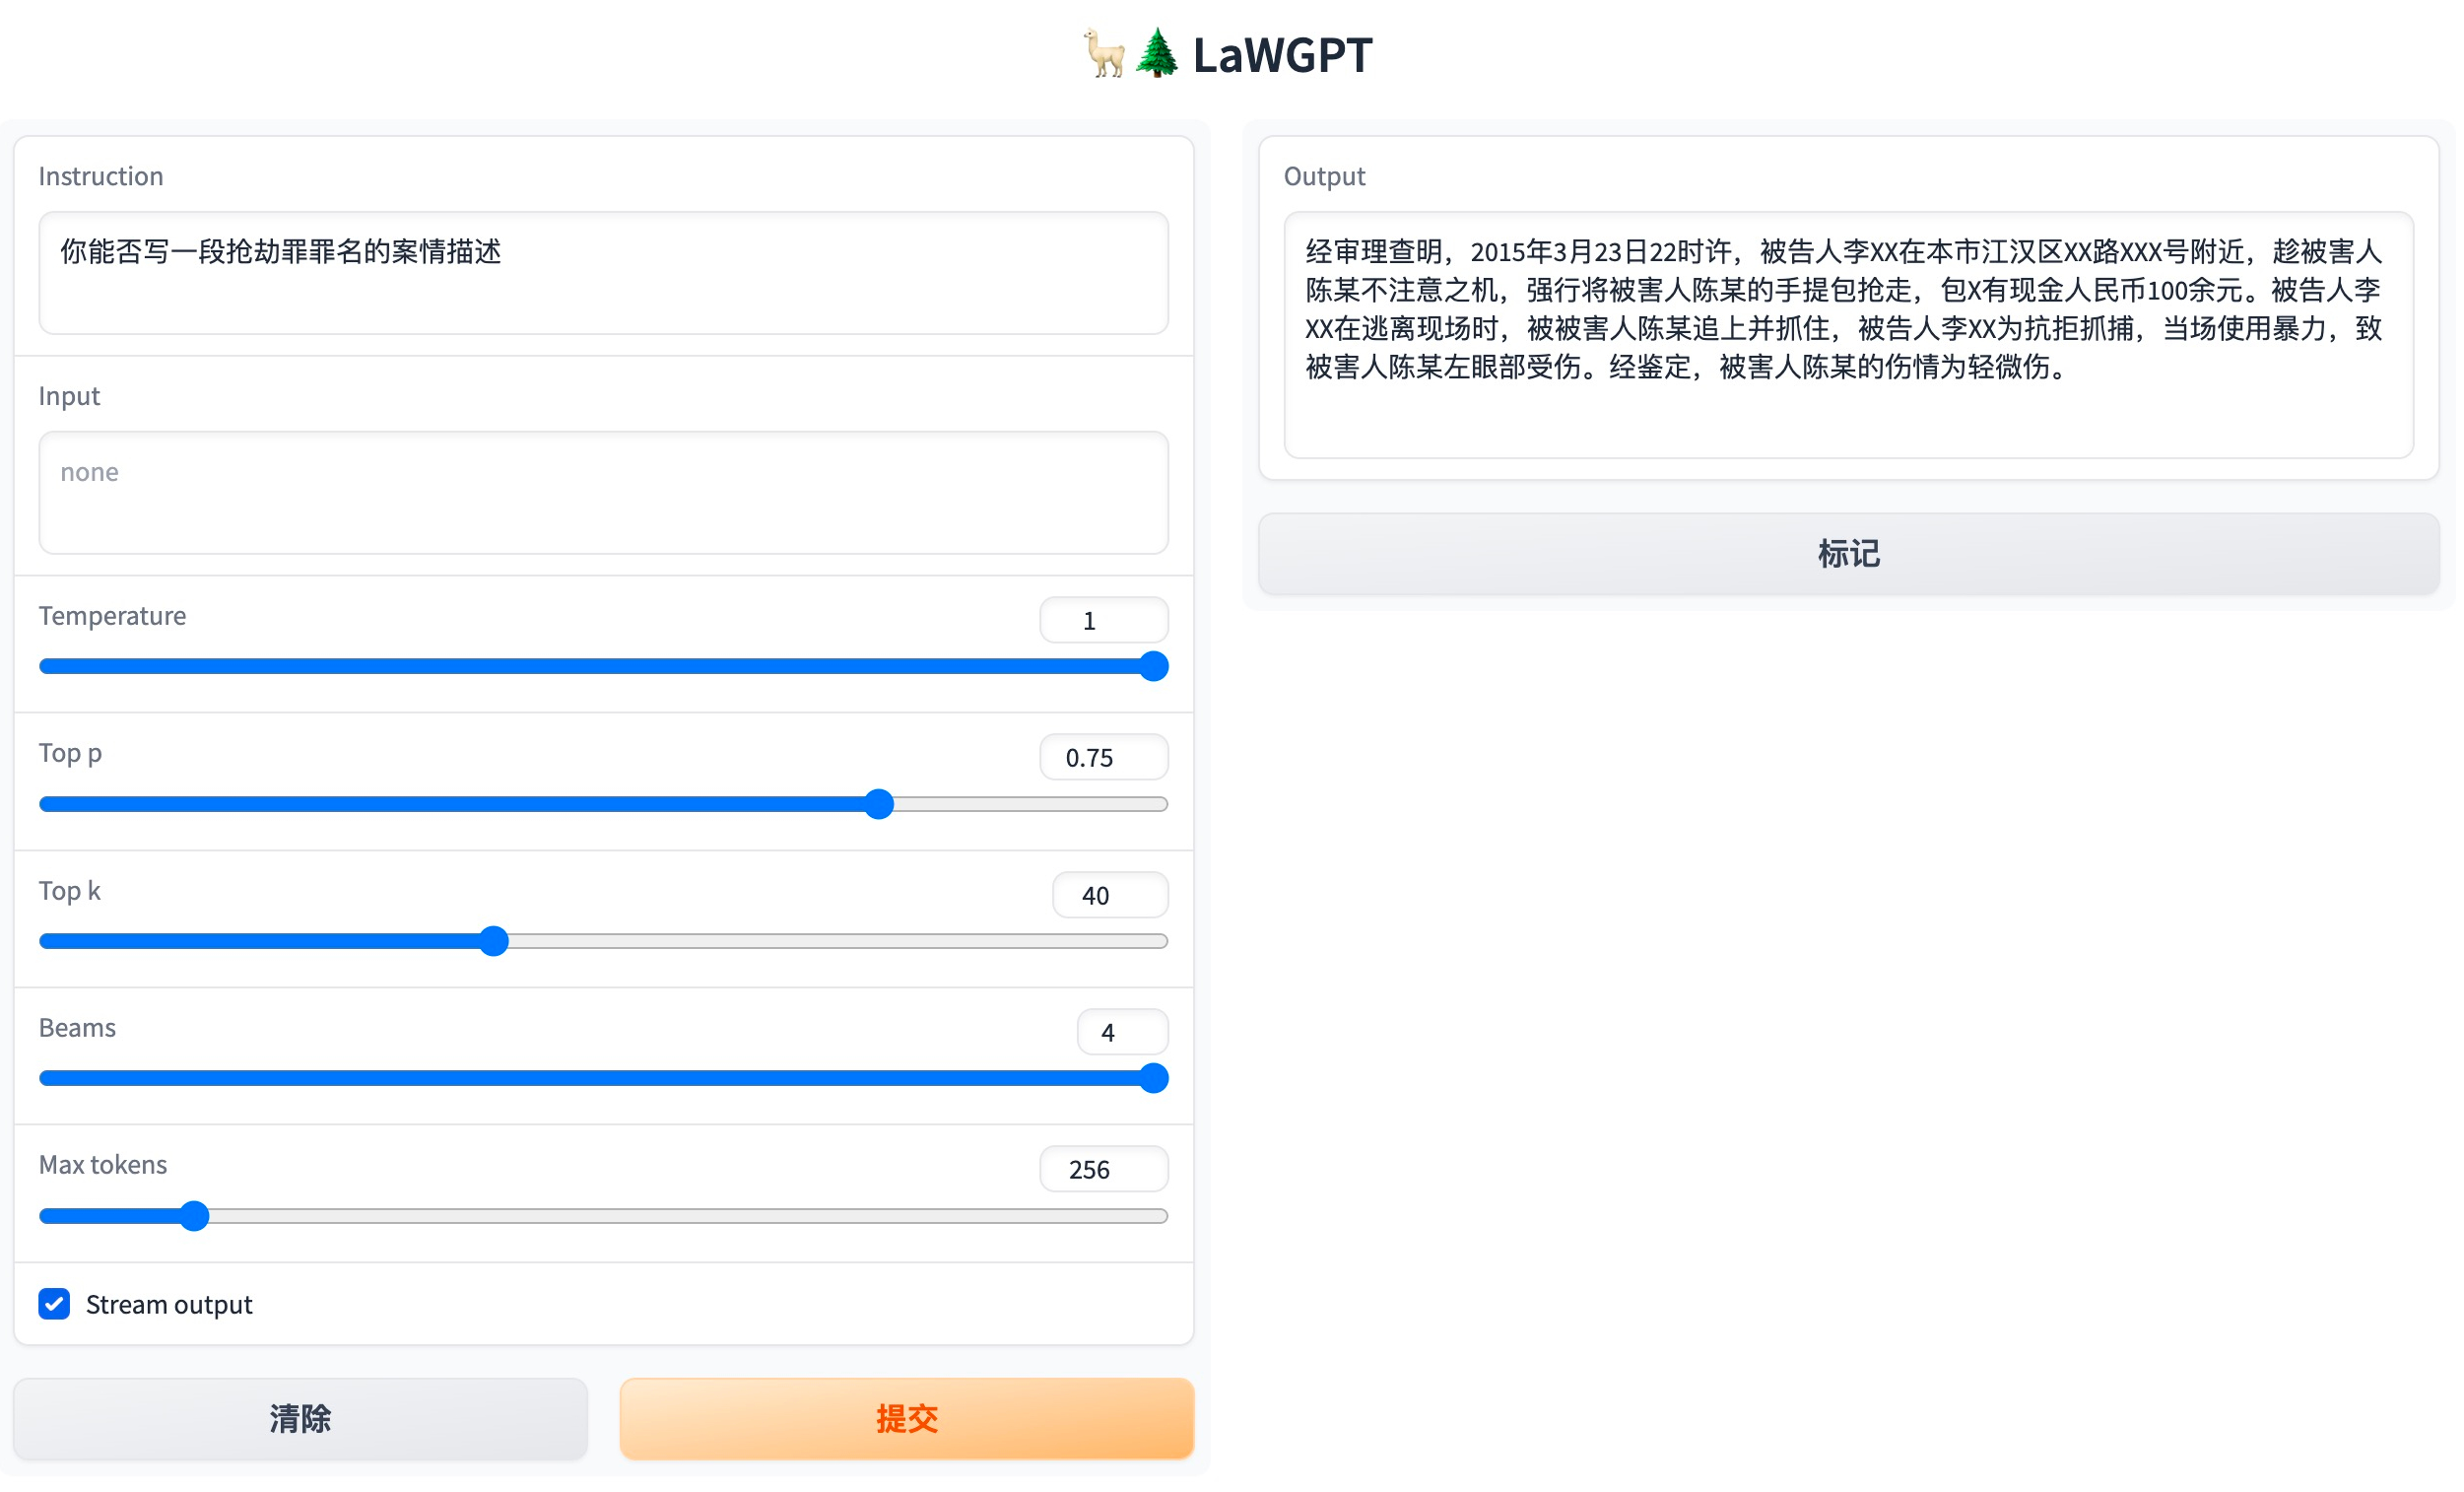 LaWGPT
Instruction
你能否写一段抢劫罪罪名的案情描述
Input
none
Temperature
1
Top p
0.75
Top k
40
Beams
4
Max tokens
256
Stream output
清除
提交
Output
经审理查明，2015年3月23日22时许，被告人李XX在本市江汉区XX路XXX号附近，趁被害人
陈某不注意之机，强行将被害人陈某的手提包抢走，包X有现金人民币100余元。被告人李
XX在逃离现场时，被被害人陈某追上并抓住，被告人李XX为抗拒抓捕，当场使用暴力，致
被害人陈某左眼部受伤。经鉴定，被害人陈某的伤情为轻微伤。
标记